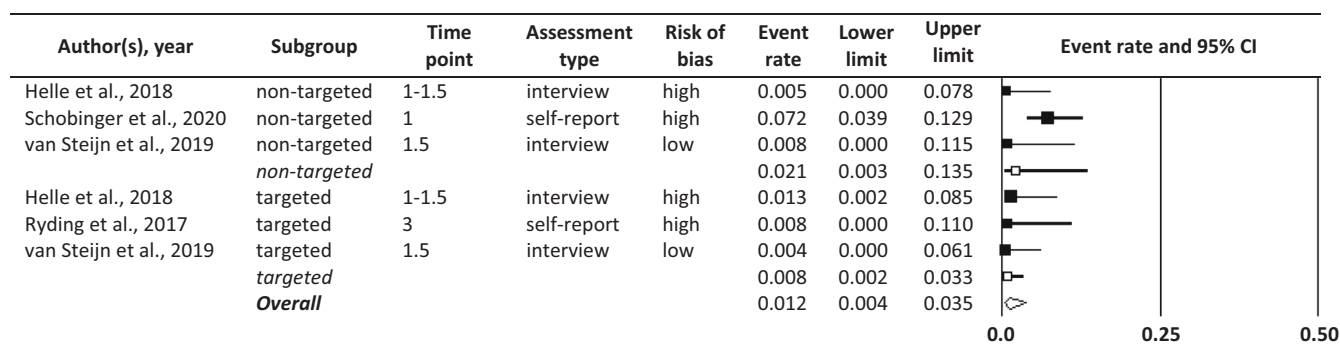 Author(s), year Subgroup Time point Assessment type Risk of bias Event rate Lower limit Upper limit Event rate and 95% CI
Helle et al., 2018 non-targeted 1-1.5 interview high 0.005 0.000 0.078
Schobinger et al., 2020 non-targeted 1 self-report high 0.072 0.039 0.129
van Steijn et al., 2019 non-targeted 1.5 interview low 0.008 0.000 0.115
non-targeted 0.021 0.003 0.135
Helle et al., 2018 targeted 1-1.5 interview high 0.013 0.002 0.085
Ryding et al., 2017 targeted 3 self-report high 0.008 0.000 0.110
van Steijn et al., 2019 targeted 1.5 interview low 0.004 0.000 0.061
targeted 0.008 0.002 0.033
Overall 0.012 0.004 0.035
0.0 0.25 0.50